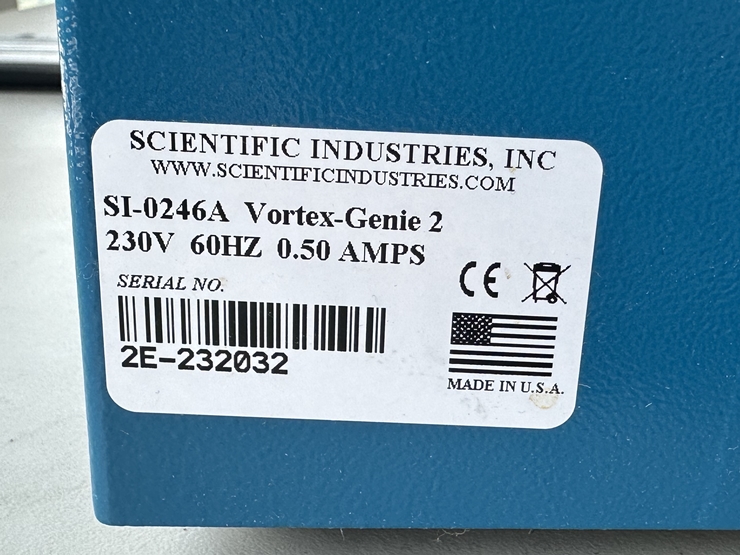 SCIENTIFIC INDUSTRIES, INC
WWW.SCIENTIFICINDUSTRIES.COM
SI-0246A Vortex-Genie 2
230V 60HZ 0.50 AMPS
SERIAL NO.
2E-232032
CE
MADE IN U.S.A.